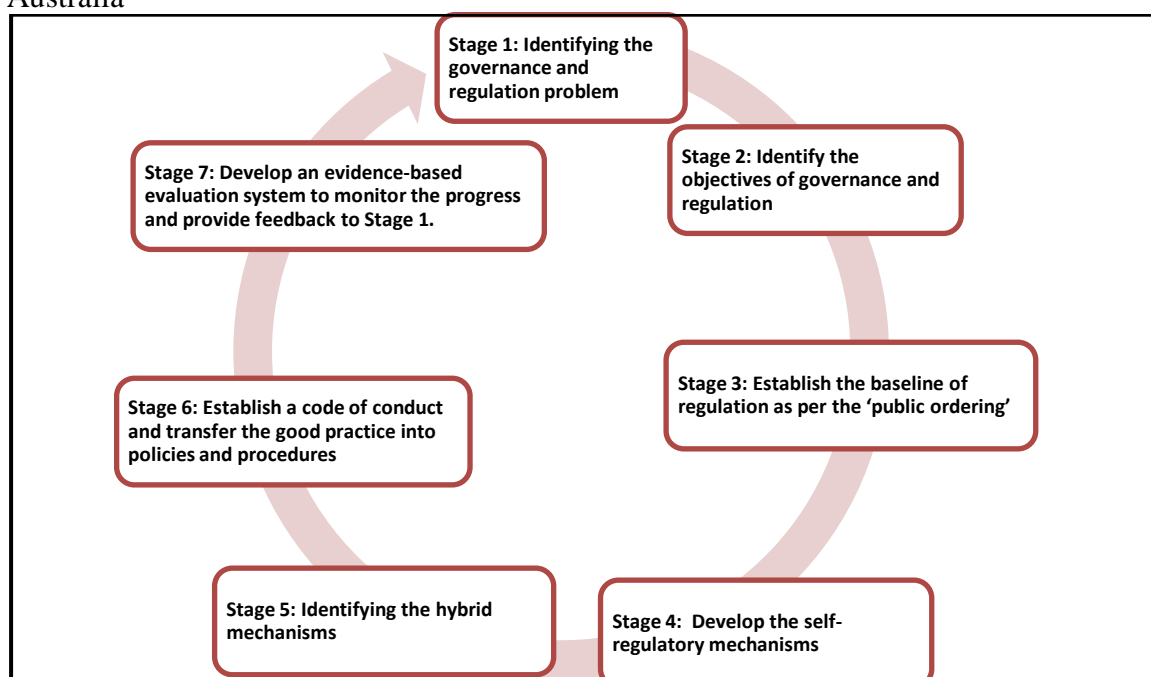 Australia
Stage 1: Identifying the
governance and
regulation problem
Stage 2: Identify the
objectives of governance and
regulation
Stage 3: Establish the baseline of
regulation as per the ‘public ordering’
Stage 4:  Develop the self-
regulatory mechanisms
Stage 5: Identifying the hybrid
mechanisms
Stage 6: Establish a code of conduct
and transfer the good practice into
policies and procedures
Stage 7: Develop an evidence-based
evaluation system to monitor the progress
and provide feedback to Stage 1.